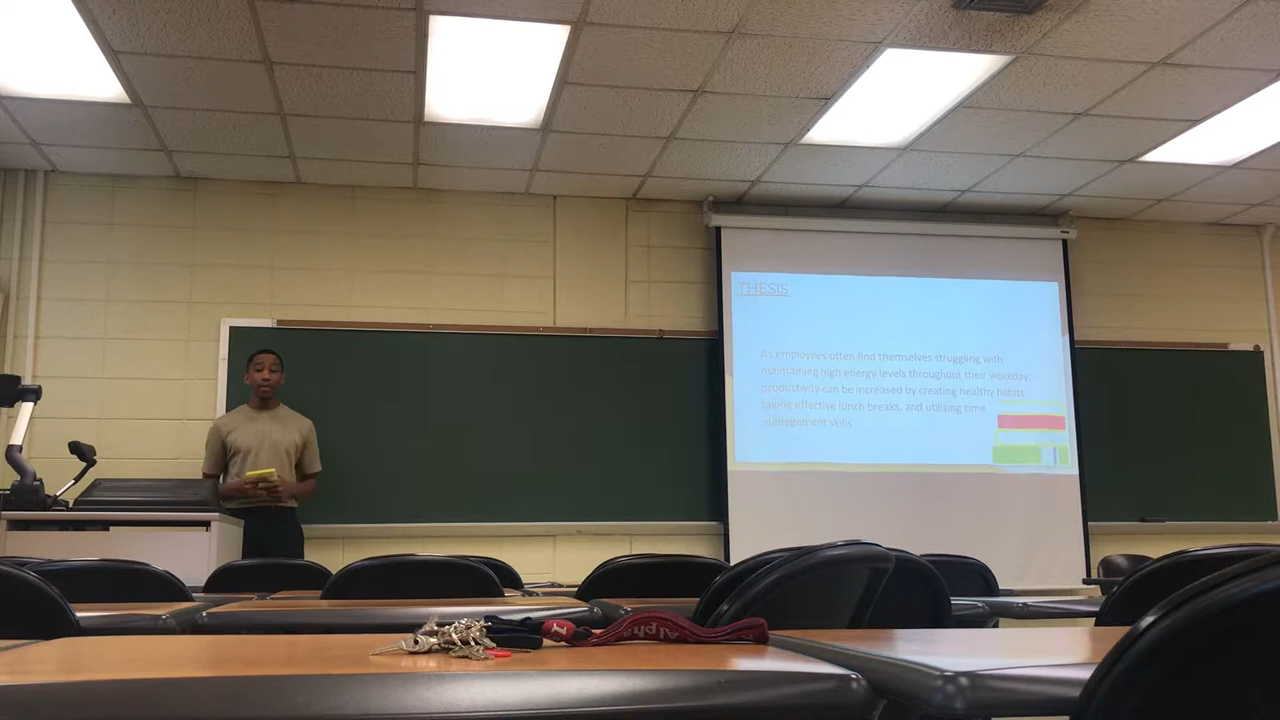 THESIS
As employees often find themselves struggling with
maintaining high energy levels throughout their workday,
productivity can be increased by creating healthy habits
taking effective lunch breaks, and utilizing time
management skills
Alpha